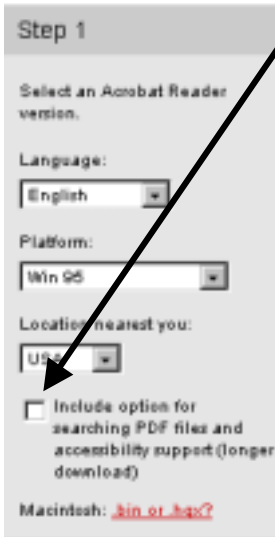 Step 1
Select an Acrobat Reader
version.
Language:
English
Platform:
Win 95
Location nearest you:
USA
Include option for
searching PDF files and
accessibility support (longer
download)
Macintosh: .bin or .hqx?